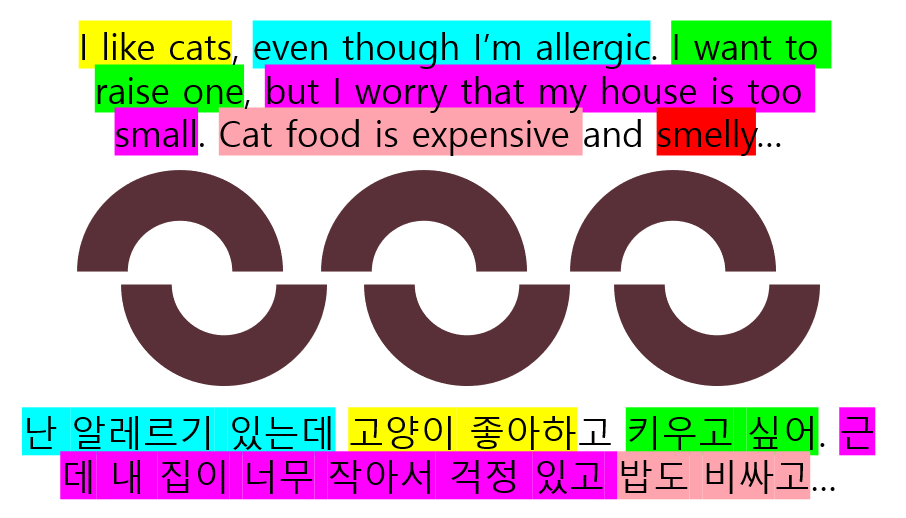 I like cats, even though I’m allergic. I want to
raise one, but I worry that my house is too
small. Cat food is expensive and smelly…
난 알레르기 있는데 고양이 좋아하고 키우고 싶어. 근
데 내 집이 너무 작아서 걱정 있고 밥도 비싸고…